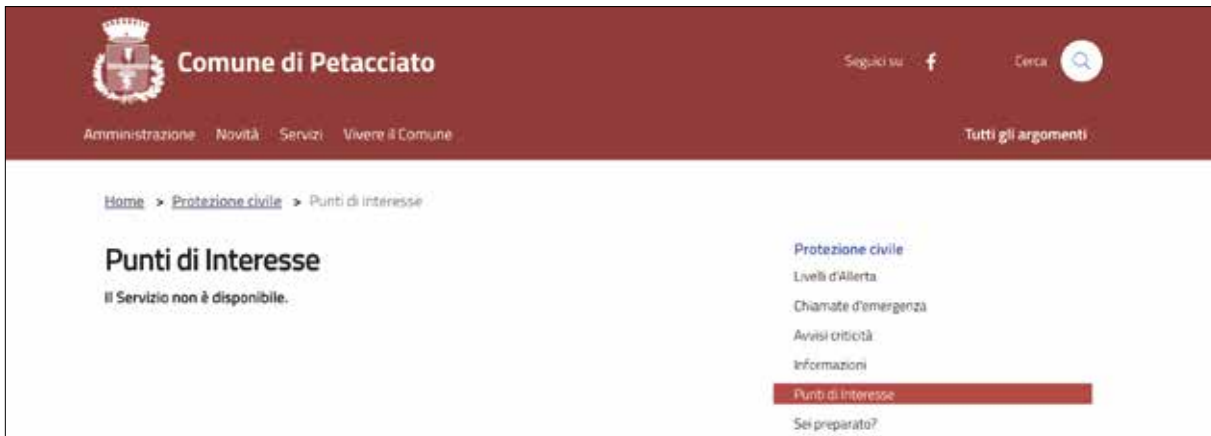 Comune di Petacciato
Seguici su
Cerca
Amministrazione Novità Servizi Vivere il Comune
Tutti gli argomenti
Home > Protezione civile > Punti di interesse
Punti di Interesse
Il Servizio non è disponibile.
Protezione civile
Livelli d'Allerta
Chiamate d'emergenza
Avvisi criticità
Informazioni
Punti di Interesse
Sei preparato?